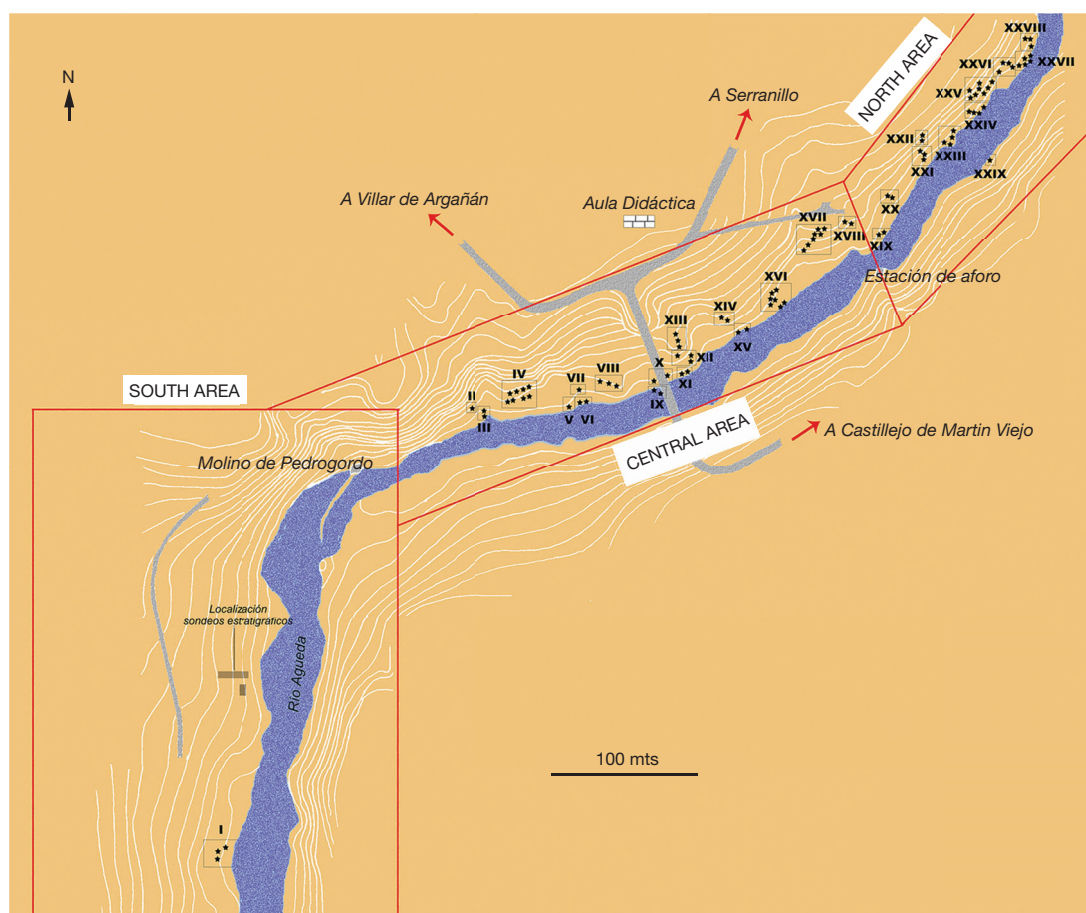 XXVIII
N
XXVI
XXVII
NORTH AREA
XXV
A Serranillo
XXIV
XXII
XXIII
XXI
XXIX
A Villar de Argañán
Aula Didáctica
XX
XVII
XVIII
XIX
Estación de aforo
XVI
XIV
XIII
XV
XII
X
XI
VIII
VII
IV
SOUTH AREA
II
IX
III
V VI
CENTRAL AREA
A Castillejo de Martin Viejo
Molino de Pedrogordo
Localización
sondeos estratigráficos
Río Agueda
100 mts
I